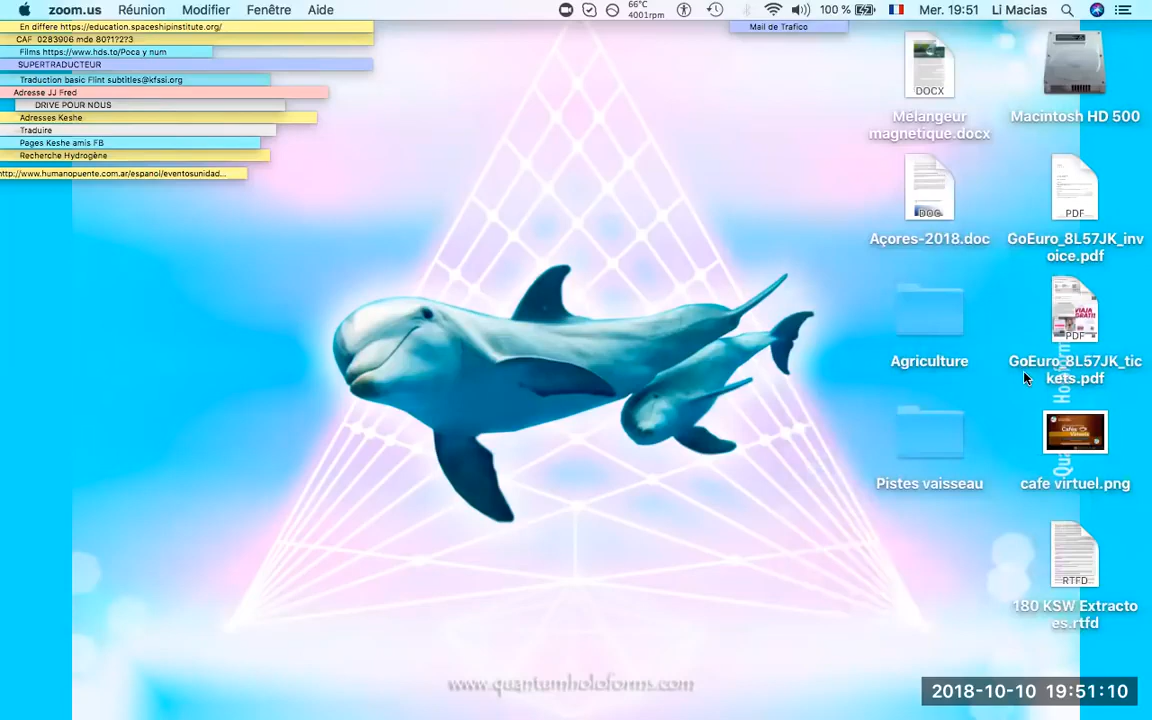 zoom.us Réunion Modifier Fenêtre Aide
66°C
4001rpm
100 % Mer. 19:51 Li Macias
En differe https://education.spaceshipinstitute.org/
CAF 0283906 mde 80?1?2?3
Films https://www.hds.to/Poca y num
SUPERTRADUCTEUR
Traduction basic Flint subtitles@kfssi.org
Adresse JJ Fred
DRIVE POUR NOUS
Adresses Keshe
Traduire
Pages Keshe amis FB
Recherche Hydrogène
http://www.humanopuente.com.ar/espanol/eventosunidad...
Mail de Trafico
DOCX
Mélangeur
magnetique.docx
Macintosh HD 500
DOC
Açores-2018.doc
PDF
GoEuro_8L57JK_inv
oice.pdf
Agriculture
PDF
GoEuro_8L57JK_tic
kets.pdf
Pistes vaisseau
cafe virtuel.png
RTFD
180 KSW Extracto
es.rtfd
www.quantumholoforms.com
2018-10-10 19:51:10